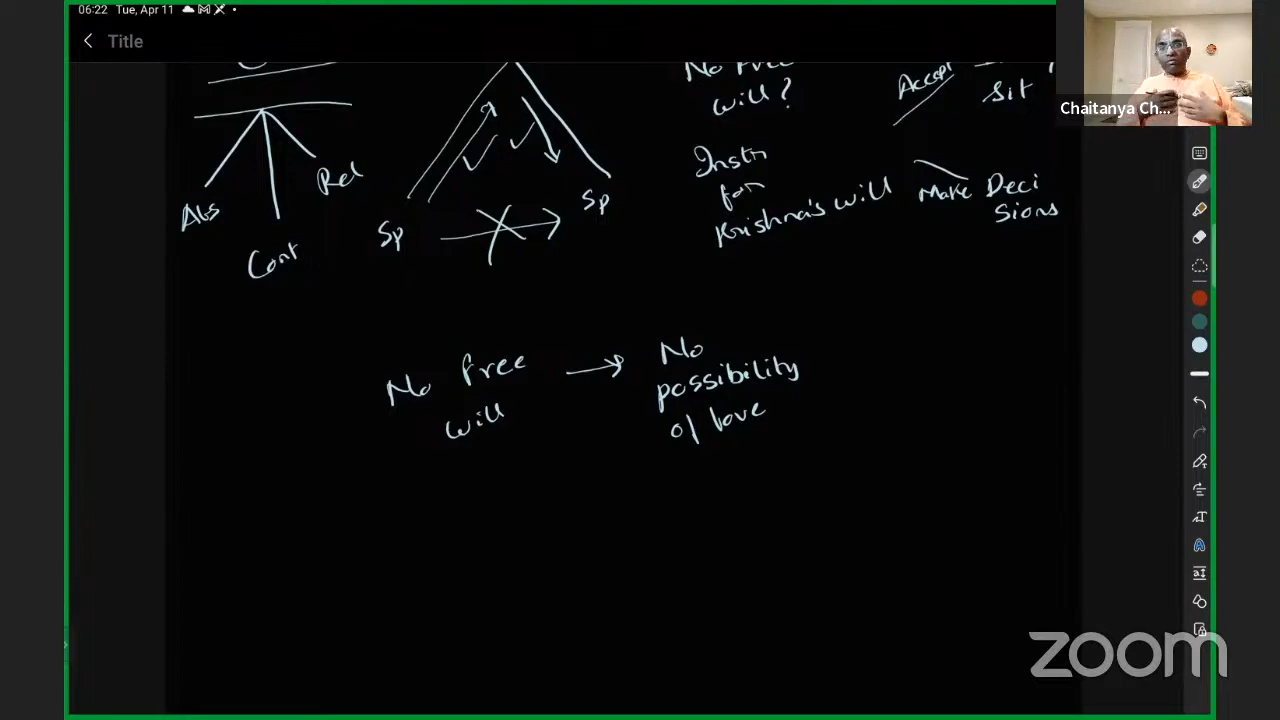 06:22 Tue, Apr 11
Title
Chaitanya Ch...
No free
will?
Accept
Sit
Abs
Cont
Rel
Sp
Sp
Instr
for
Krishna's will
Make Deci
sions
No free
will
No
possibility
of love
zoom